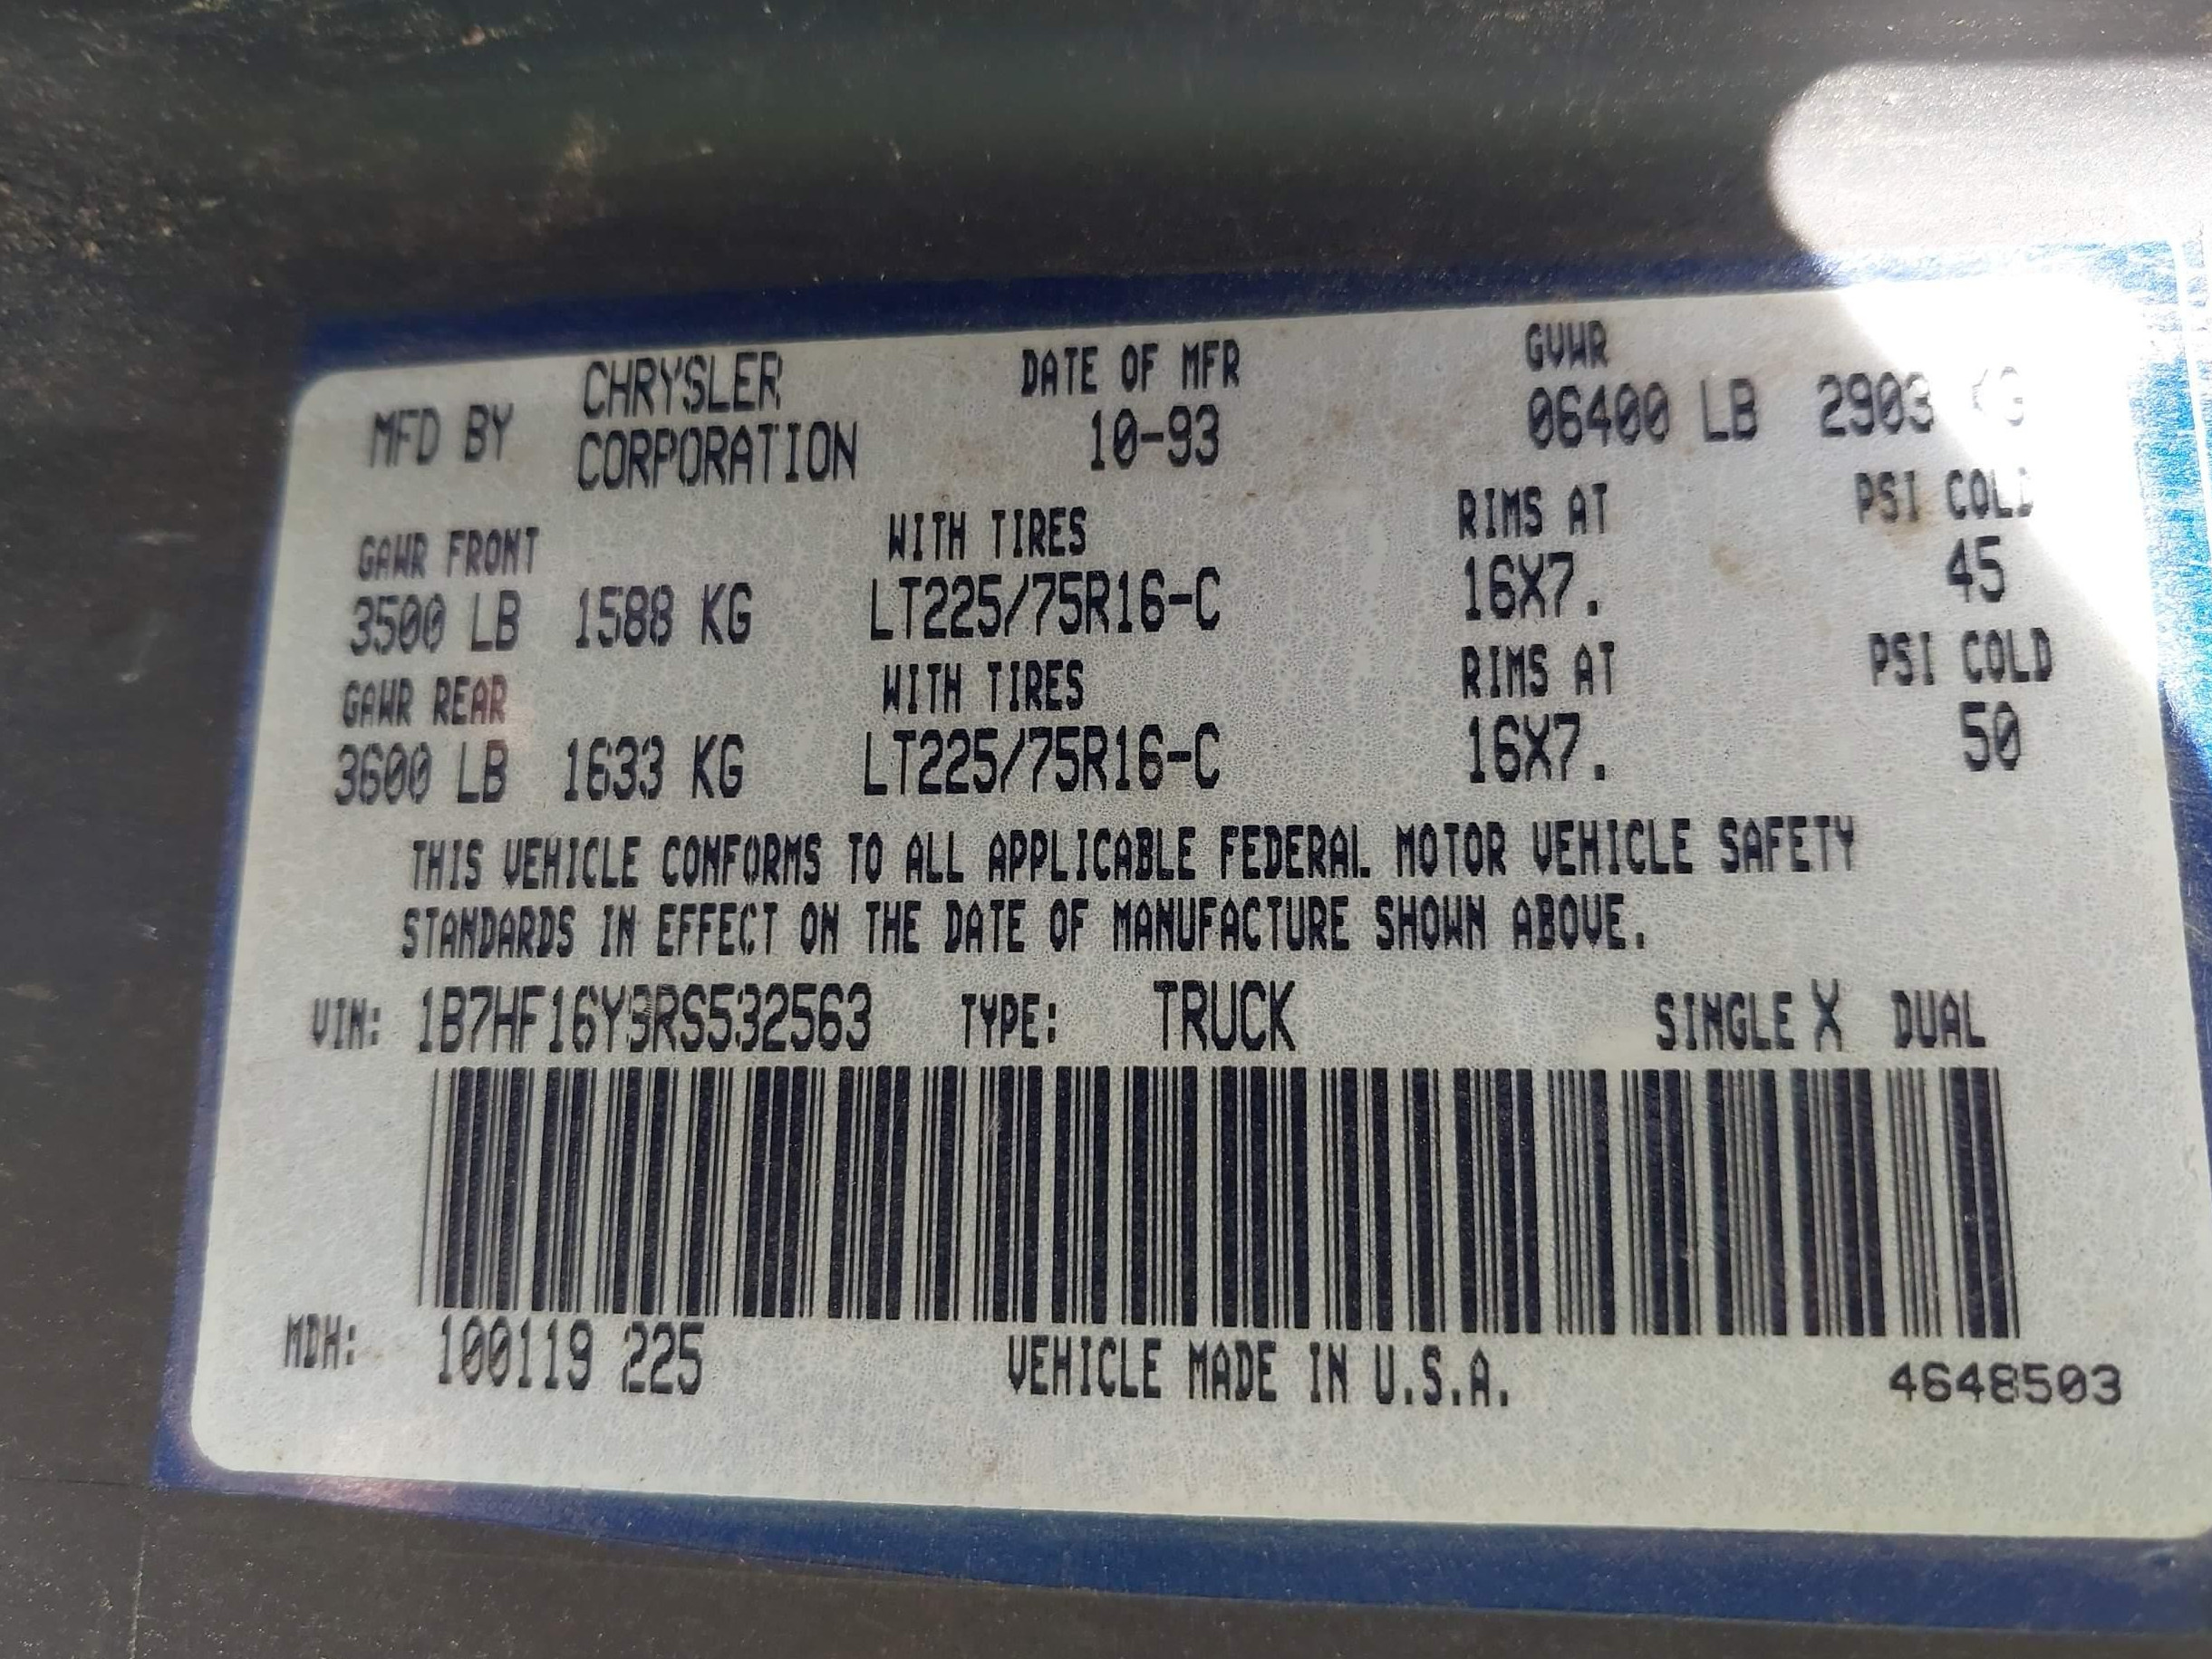 MFD BY CHRYSLER CORPORATION DATE OF MFR 10-93 GVWR 06400 LB 2903 KG
GAWR FRONT WITH TIRES RIMS AT PSI COLD
3500 LB 1588 KG LT225/75R16-C 16X7. 45
GAWR REAR WITH TIRES RIMS AT PSI COLD
3600 LB 1633 KG LT225/75R16-C 16X7. 50
THIS VEHICLE CONFORMS TO ALL APPLICABLE FEDERAL MOTOR VEHICLE SAFETY
STANDARDS IN EFFECT ON THE DATE OF MANUFACTURE SHOWN ABOVE.
VIN: 1B7HF16Y3RS532563 TYPE: TRUCK SINGLE X DUAL
MDH: 100119 225 VEHICLE MADE IN U.S.A. 4648503